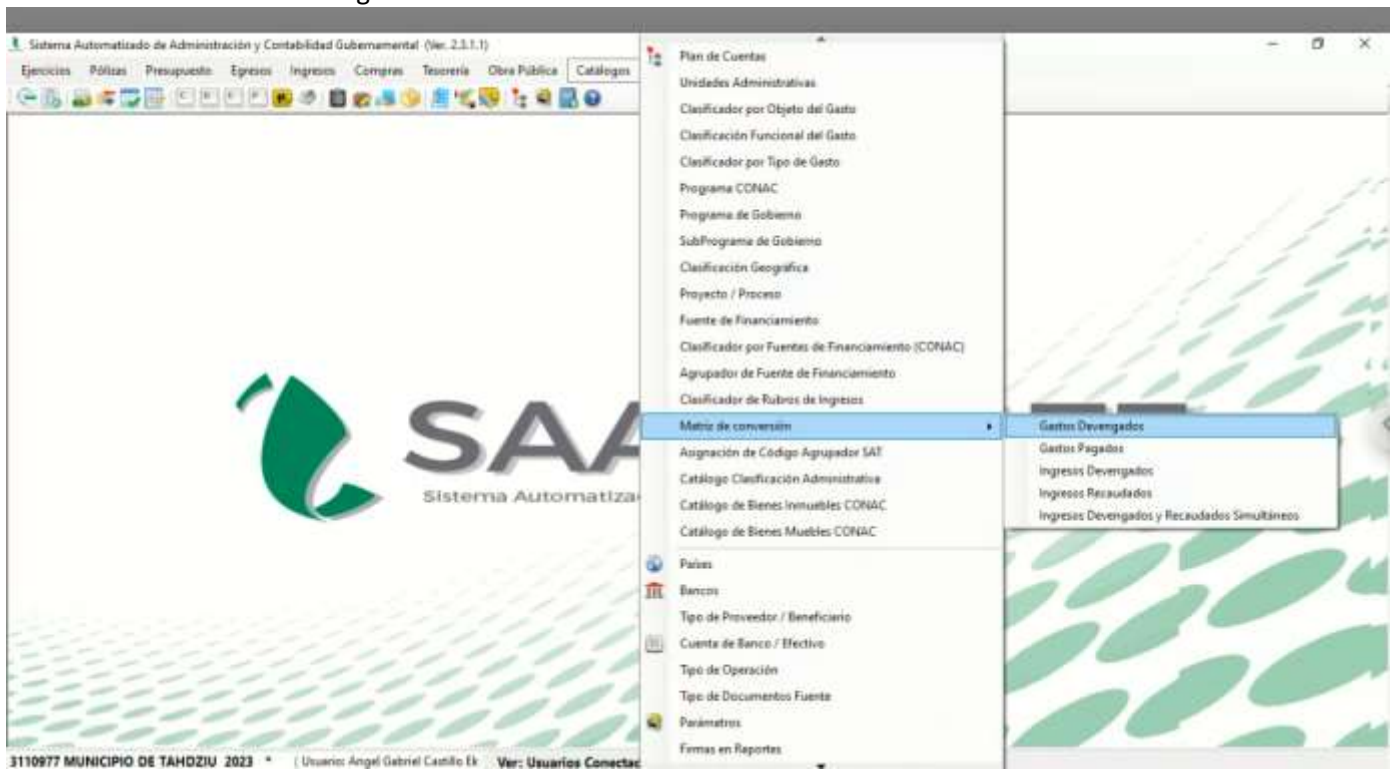 Sistema Automatizado de Administración y Contabilidad Gubernamental (Ver. 2.3.1.1)
Ejercicios Pólizas Presupuesto Egresos Ingresos Compras Tesorería Obra Pública Catálogos
Plan de Cuentas
Unidades Administrativas
Clasificador por Objeto del Gasto
Clasificación Funcional del Gasto
Clasificador por Tipo de Gasto
Programa CONAC
Programa de Gobierno
SubPrograma de Gobierno
Clasificación Geográfica
Proyecto / Proceso
Fuente de Financiamiento
Clasificador por Fuentes de Financiamiento (CONAC)
Agrupador de Fuente de Financiamiento
Clasificador de Rubros de Ingresos
Matriz de conversión
Asignación de Código Agrupador SAT
Catálogo Clasificación Administrativa
Catálogo de Bienes Inmuebles CONAC
Catálogo de Bienes Muebles CONAC
Países
Bancos
Tipo de Proveedor / Beneficiario
Cuenta de Banco / Efectivo
Tipo de Operación
Tipo de Documentos Fuente
Parámetros
Firmas en Reportes
Gastos Devengados
Gastos Pagados
Ingresos Devengados
Ingresos Recaudados
Ingresos Devengados y Recaudados Simultáneos
SAA
Sistema Automatiza
3110977 MUNICIPIO DE TAHDZIU 2023 * | Usuario: Angel Gabriel Castillo Ek Ver: Usuarios Conectad